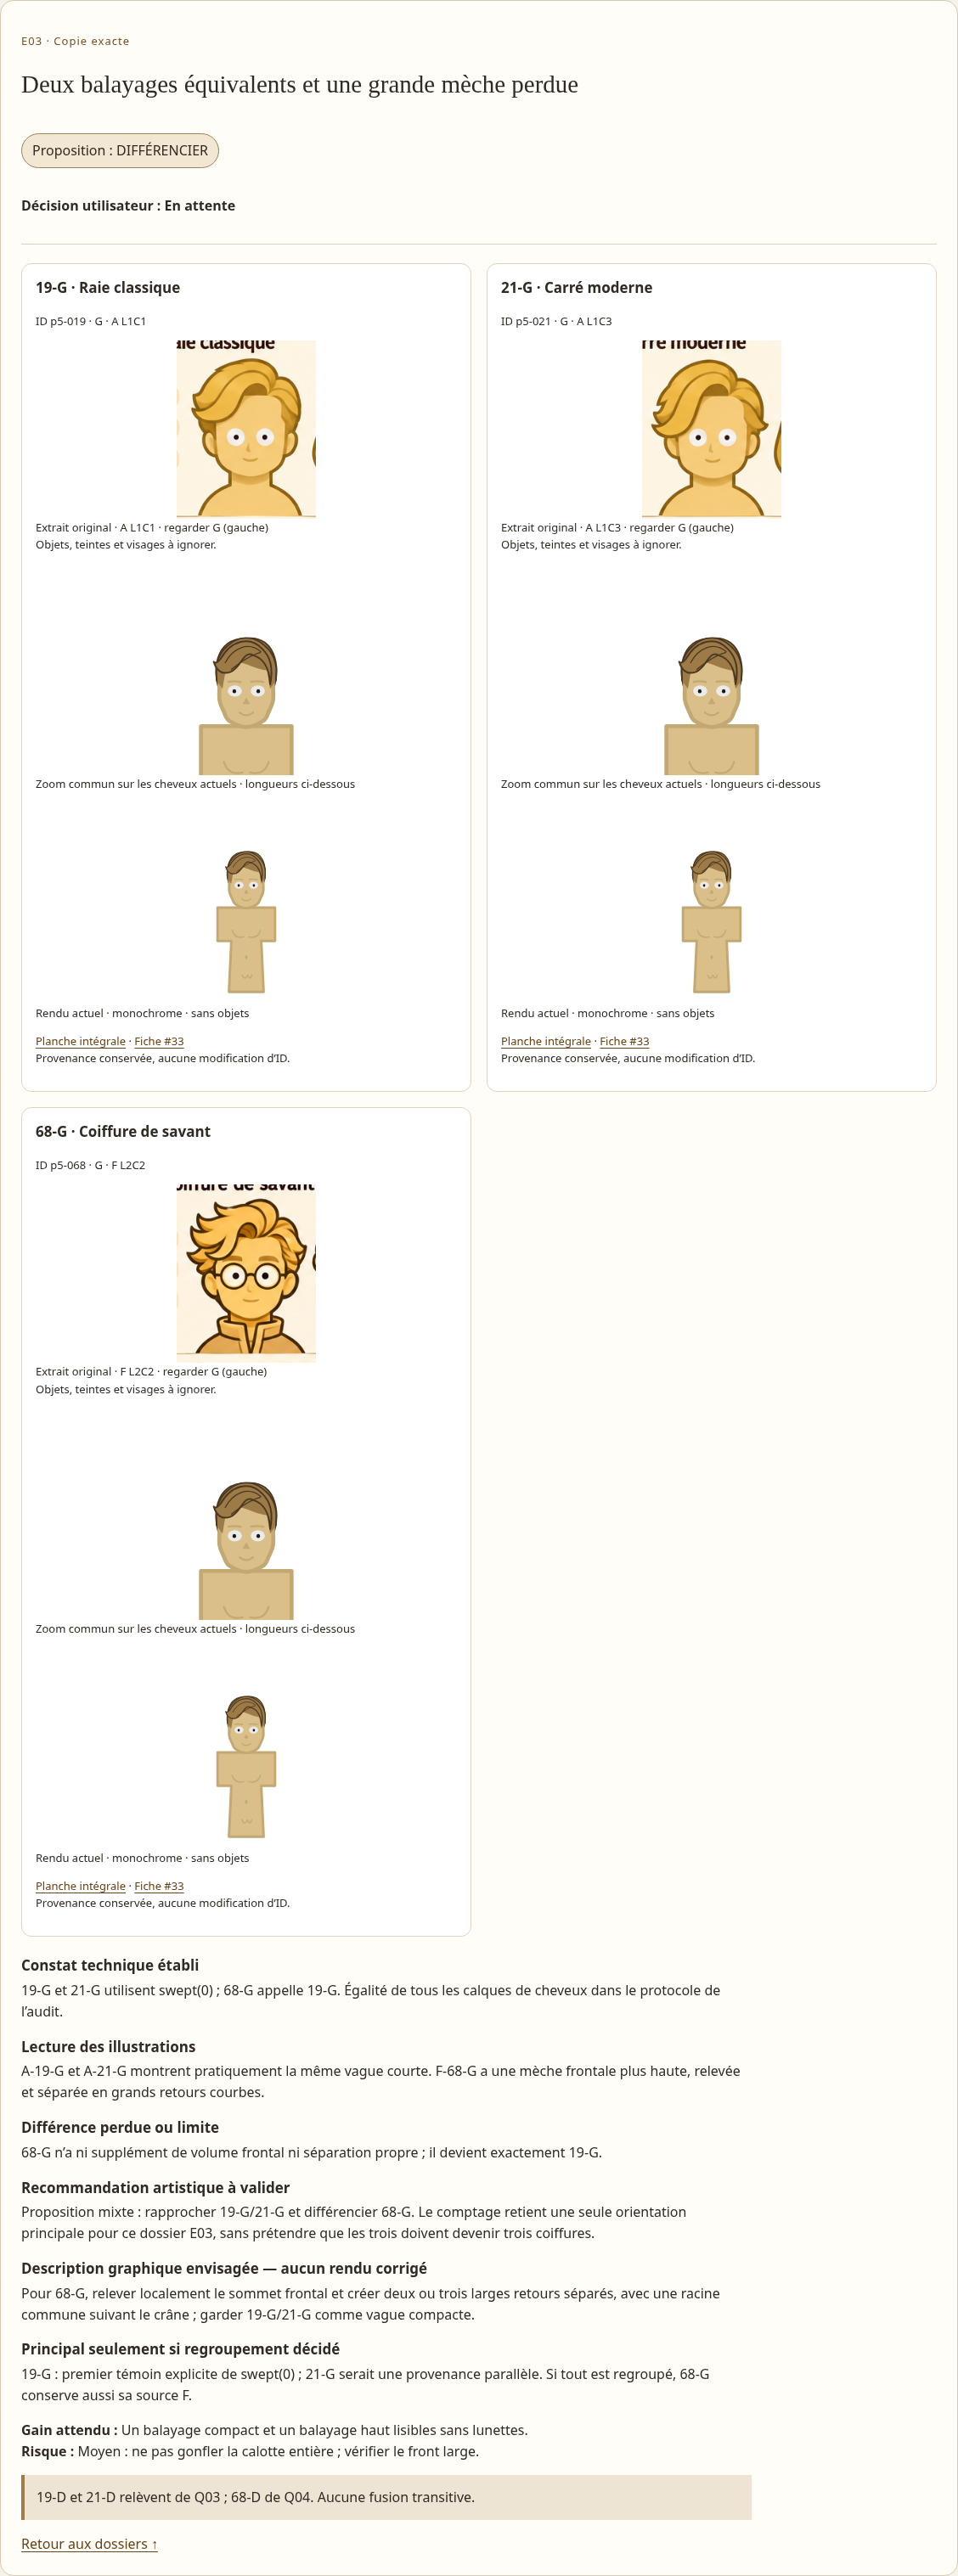 E03 · Copie exacte
Deux balayages équivalents et une grande mèche perdue
Proposition : DIFFÉRENCIER
Décision utilisateur : En attente
19-G · Raie classique
ID p5-019 · G · A L1C1
classique
Extrait original · A L1C1 · regarder G (gauche)
Objets, teintes et visages à ignorer.
Zoom commun sur les cheveux actuels · longueurs ci-dessous
Rendu actuel · monochrome · sans objets
Planche intégrale · Fiche #33
Provenance conservée, aucune modification d’ID.
21-G · Carré moderne
ID p5-021 · G · A L1C3
moderne
Extrait original · A L1C3 · regarder G (gauche)
Objets, teintes et visages à ignorer.
Zoom commun sur les cheveux actuels · longueurs ci-dessous
Rendu actuel · monochrome · sans objets
Planche intégrale · Fiche #33
Provenance conservée, aucune modification d’ID.
68-G · Coiffure de savant
ID p5-068 · G · F L2C2
de savant
Extrait original · F L2C2 · regarder G (gauche)
Objets, teintes et visages à ignorer.
Zoom commun sur les cheveux actuels · longueurs ci-dessous
Rendu actuel · monochrome · sans objets
Planche intégrale · Fiche #33
Provenance conservée, aucune modification d’ID.
Constat technique établi
19-G et 21-G utilisent swept(0) ; 68-G appelle 19-G. Égalité de tous les calques de cheveux dans le protocole de
l’audit.
Lecture des illustrations
A-19-G et A-21-G montrent pratiquement la même vague courte. F-68-G a une mèche frontale plus haute, relevée
et séparée en grands retours courbes.
Différence perdue ou limite
68-G n’a ni supplément de volume frontal ni séparation propre ; il devient exactement 19-G.
Recommandation artistique à valider
Proposition mixte : rapprocher 19-G/21-G et différencier 68-G. Le comptage retient une seule orientation
principale pour ce dossier E03, sans prétendre que les trois doivent devenir trois coiffures.
Description graphique envisagée — aucun rendu corrigé
Pour 68-G, relever localement le sommet frontal et créer deux ou trois larges retours séparés, avec une racine
commune suivant le crâne ; garder 19-G/21-G comme vague compacte.
Principal seulement si regroupement décidé
19-G : premier témoin explicite de swept(0) ; 21-G serait une provenance parallèle. Si tout est regroupé, 68-G
conserve aussi sa source F.
Gain attendu : Un balayage compact et un balayage haut lisibles sans lunettes.
Risque : Moyen : ne pas gonfler la calotte entière ; vérifier le front large.
19-D et 21-D relèvent de Q03 ; 68-D de Q04. Aucune fusion transitive.
Retour aux dossiers ↑